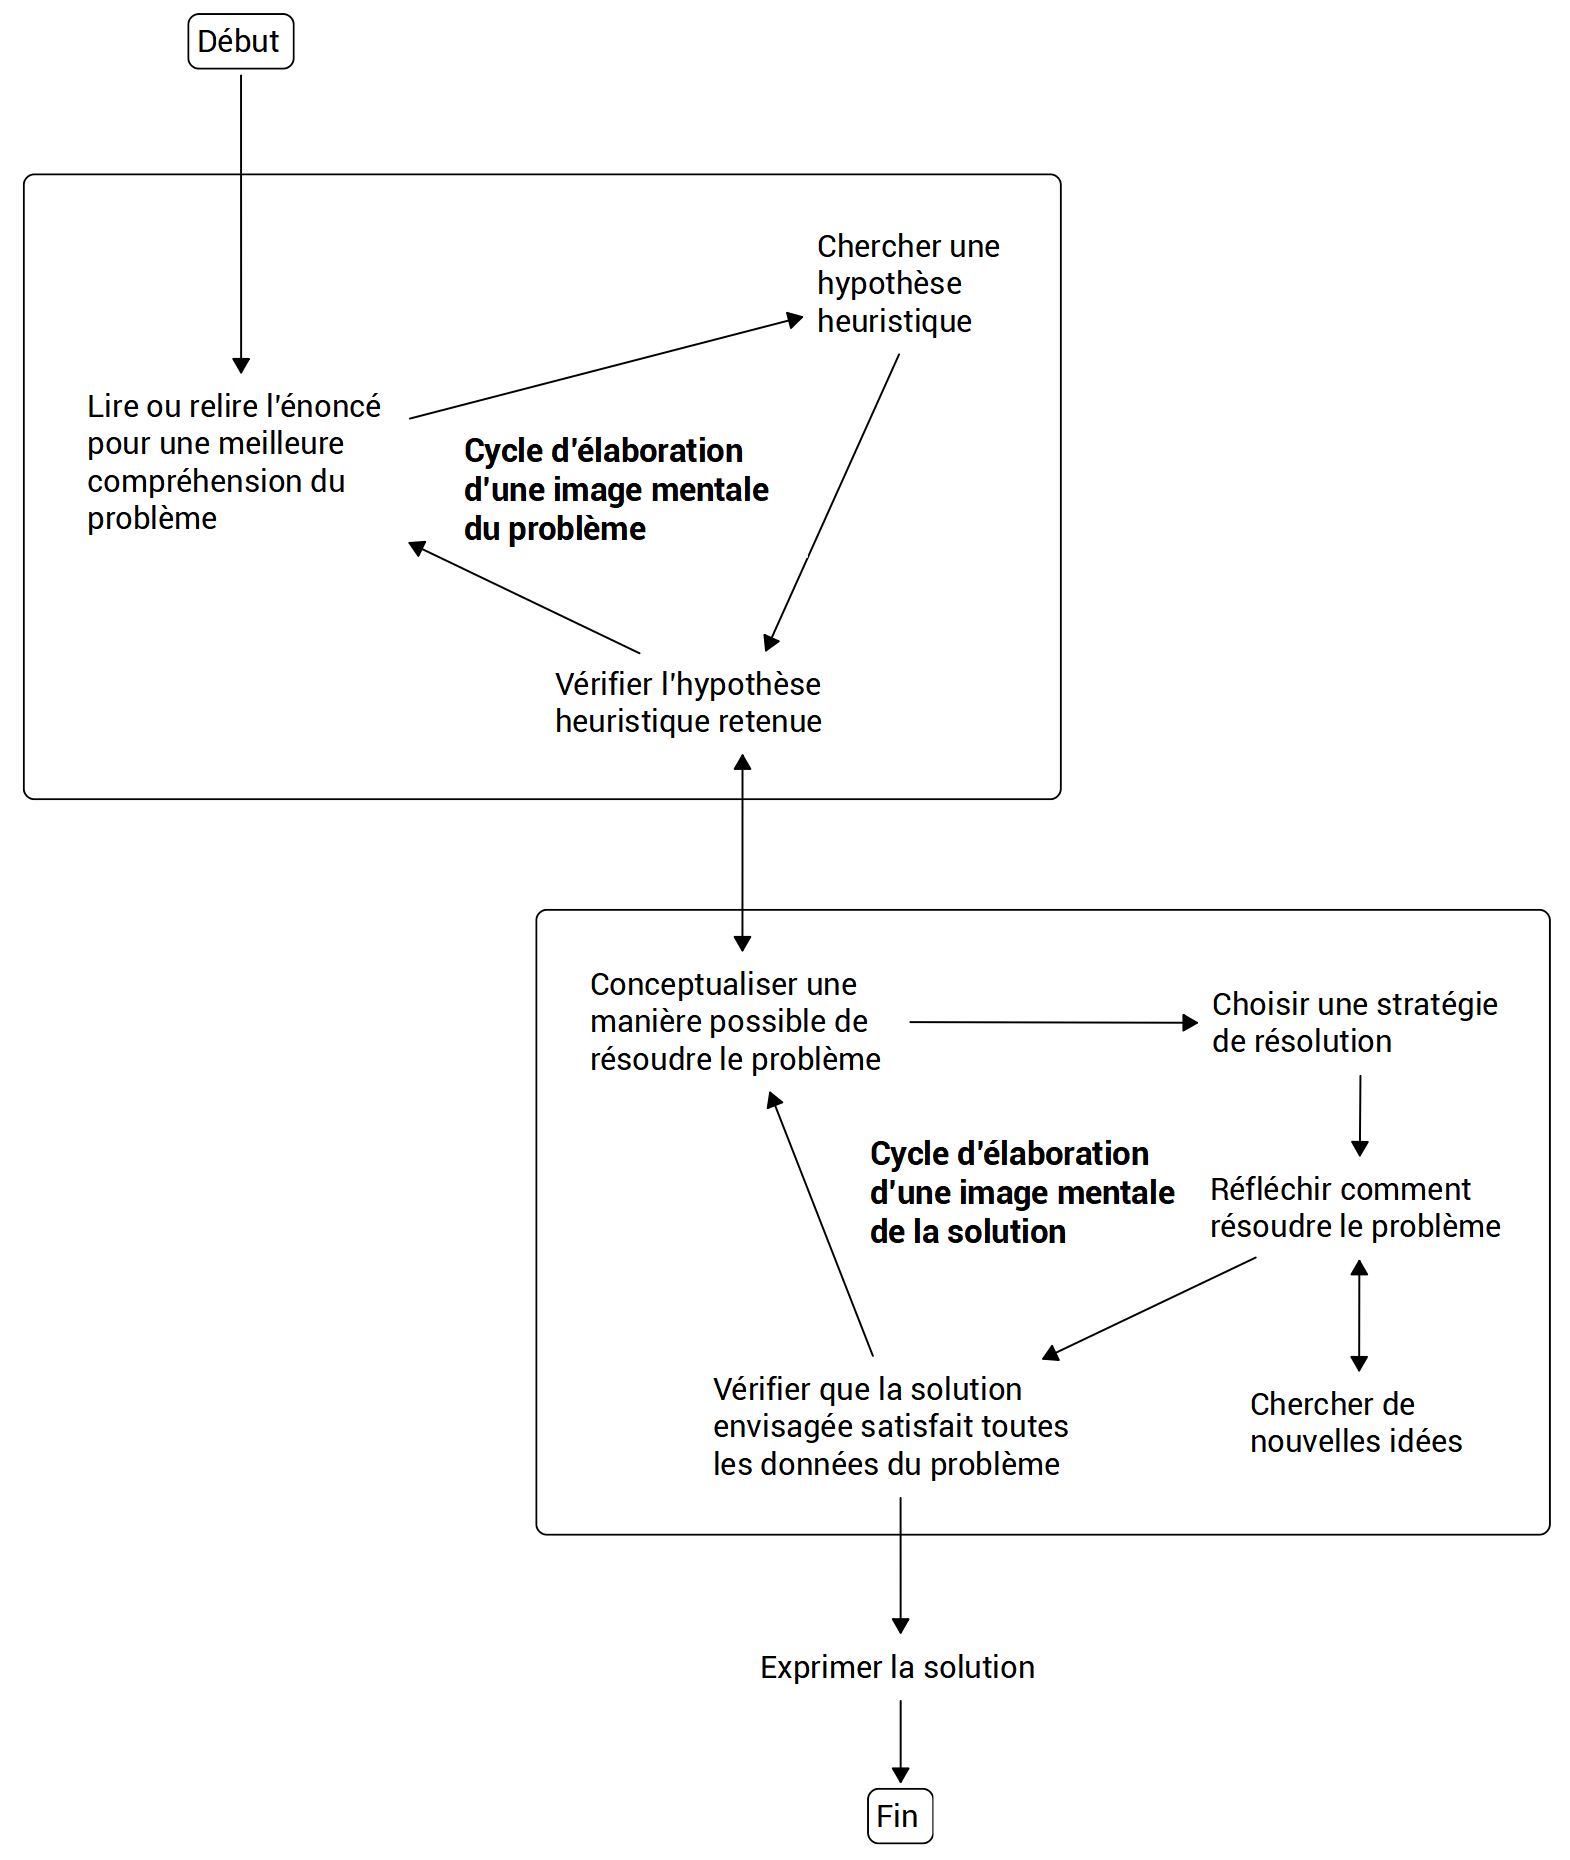 Début
Chercher une
hypothèse
heuristique
Lire ou relire l'énoncé
pour une meilleure
compréhension du
problème
Cycle d'élaboration
d'une image mentale
du problème
Vérifier l'hypothèse
heuristique retenue
Conceptualiser une
manière possible de
résoudre le problème
Choisir une stratégie
de résolution
Cycle d'élaboration
d'une image mentale
de la solution
Réfléchir comment
résoudre le problème
Vérifier que la solution
envisagée satisfait toutes
les données du problème
Chercher de
nouvelles idées
Exprimer la solution
Fin